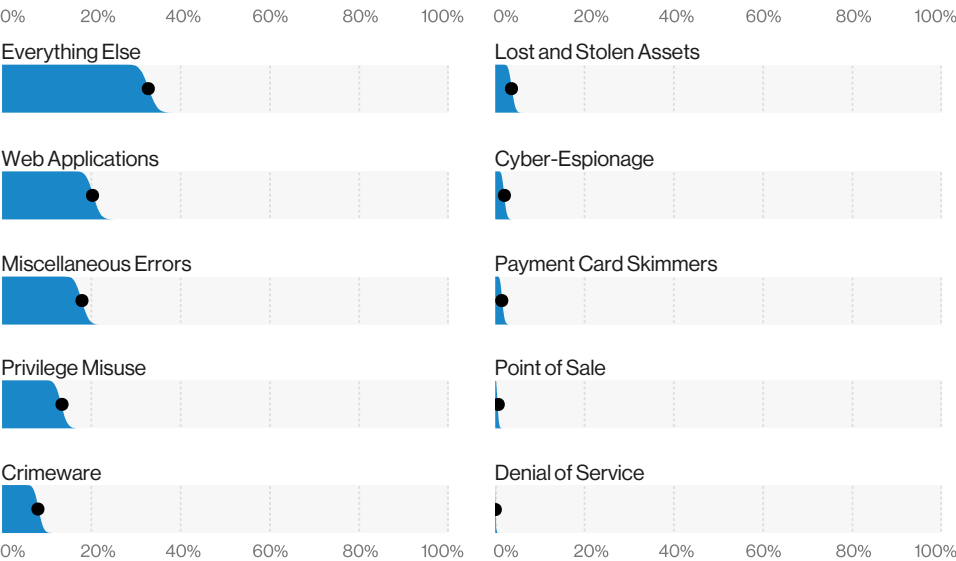 0% 20% 40% 60% 80% 100% 0% 20% 40% 60% 80% 100%
Everything Else
Lost and Stolen Assets
Web Applications
Cyber-Espionage
Miscellaneous Errors
Payment Card Skimmers
Privilege Misuse
Point of Sale
Crimeware
Denial of Service
0% 20% 40% 60% 80% 100% 0% 20% 40% 60% 80% 100%